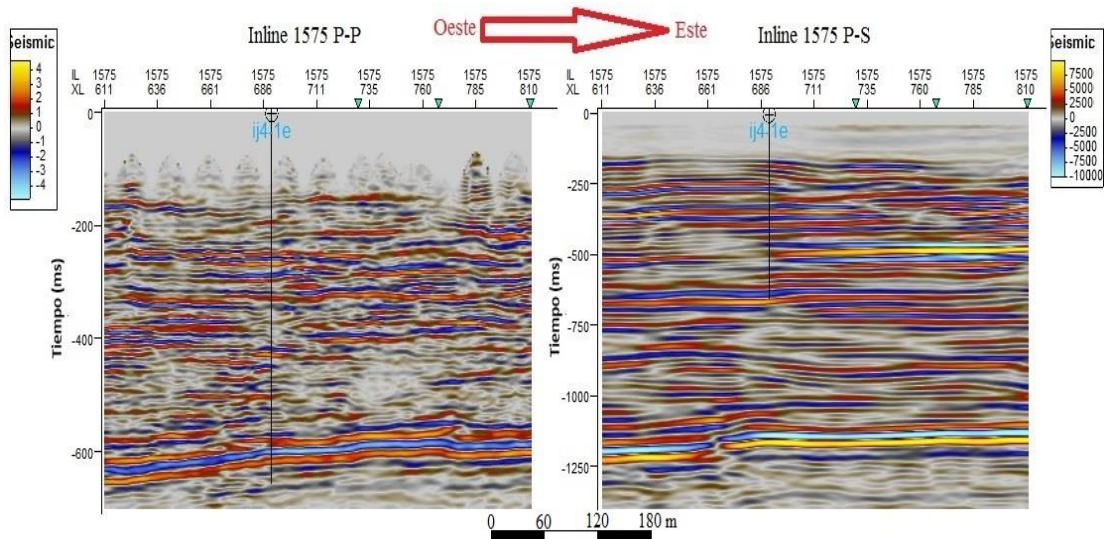 Oeste Este
Inline 1575 P-P Inline 1575 P-S
Seismic
4
3
2
1
0
-1
-2
-3
-4
IL 1575 1575 1575 1575 1575 1575 1575 1575 1575
XL 611 636 661 686 711 735 760 785 810
ij4-1e
Tiempo (ms)
0
-200
-400
-600
IL 1575 1575 1575 1575 1575 1575 1575 1575 1575
XL 611 636 661 686 711 735 760 785 810
ij4-1e
Tiempo (ms)
0
-250
-500
-750
-1000
-1250
Seismic
7500
5000
2500
0
-2500
-5000
-7500
-10000
0 60 120 180 m